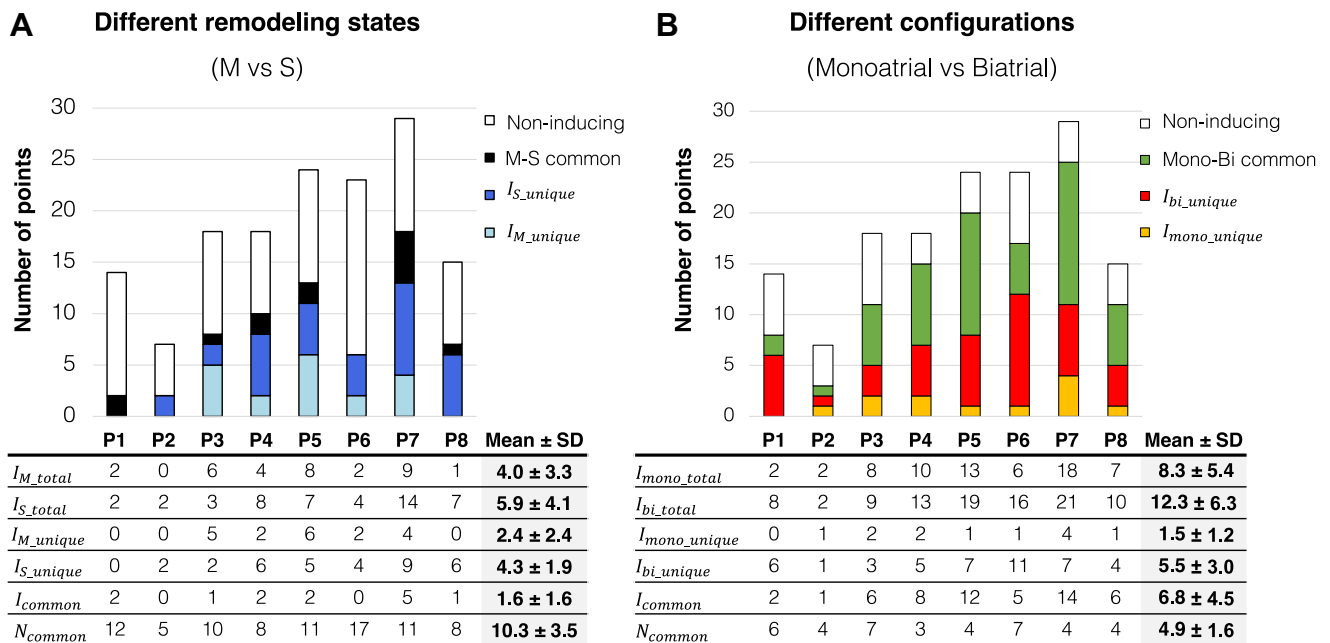 A Different remodeling states
(M vs S)
Number of points
30
25
20
15
10
5
0
Non-inducing
M-S common
I_S_unique
I_M_unique
P1 P2 P3 P4 P5 P6 P7 P8 Mean ± SD
I_M_total 2 0 6 4 8 2 9 1 4.0 ± 3.3
I_S_total 2 2 3 8 7 4 14 7 5.9 ± 4.1
I_M_unique 0 0 5 2 6 2 4 0 2.4 ± 2.4
I_S_unique 0 2 2 6 5 4 9 6 4.3 ± 1.9
I_common 2 0 1 2 2 0 5 1 1.6 ± 1.6
N_common 12 5 10 8 11 17 11 8 10.3 ± 3.5
B Different configurations
(Monoatrial vs Biatrial)
Number of points
30
25
20
15
10
5
0
Non-inducing
Mono-Bi common
I_bi_unique
I_mono_unique
P1 P2 P3 P4 P5 P6 P7 P8 Mean ± SD
I_mono_total 2 2 8 10 13 6 18 7 8.3 ± 5.4
I_bi_total 8 2 9 13 19 16 21 10 12.3 ± 6.3
I_mono_unique 0 1 2 2 1 1 4 1 1.5 ± 1.2
I_bi_unique 6 1 3 5 7 11 7 4 5.5 ± 3.0
I_common 2 1 6 8 12 5 14 6 6.8 ± 4.5
N_common 6 4 7 3 4 7 4 4 4.9 ± 1.6